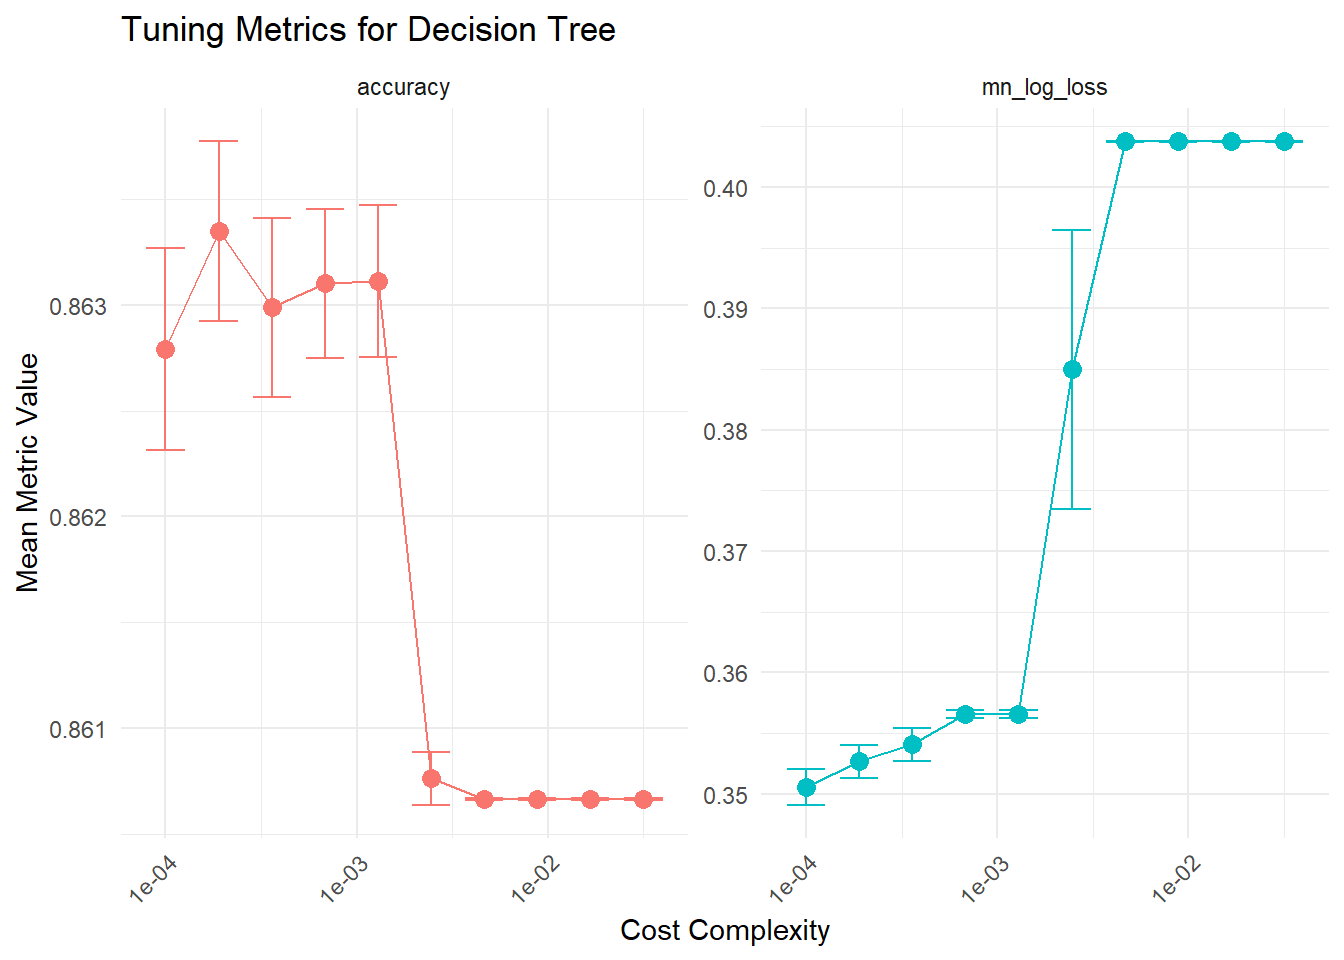 Tuning Metrics for Decision Tree
accuracy
mn_log_loss
Mean Metric Value
0.863
0.862
0.861
0.40
0.39
0.38
0.37
0.36
0.35
1e-04
1e-03
1e-02
1e-04
1e-03
1e-02
Cost Complexity